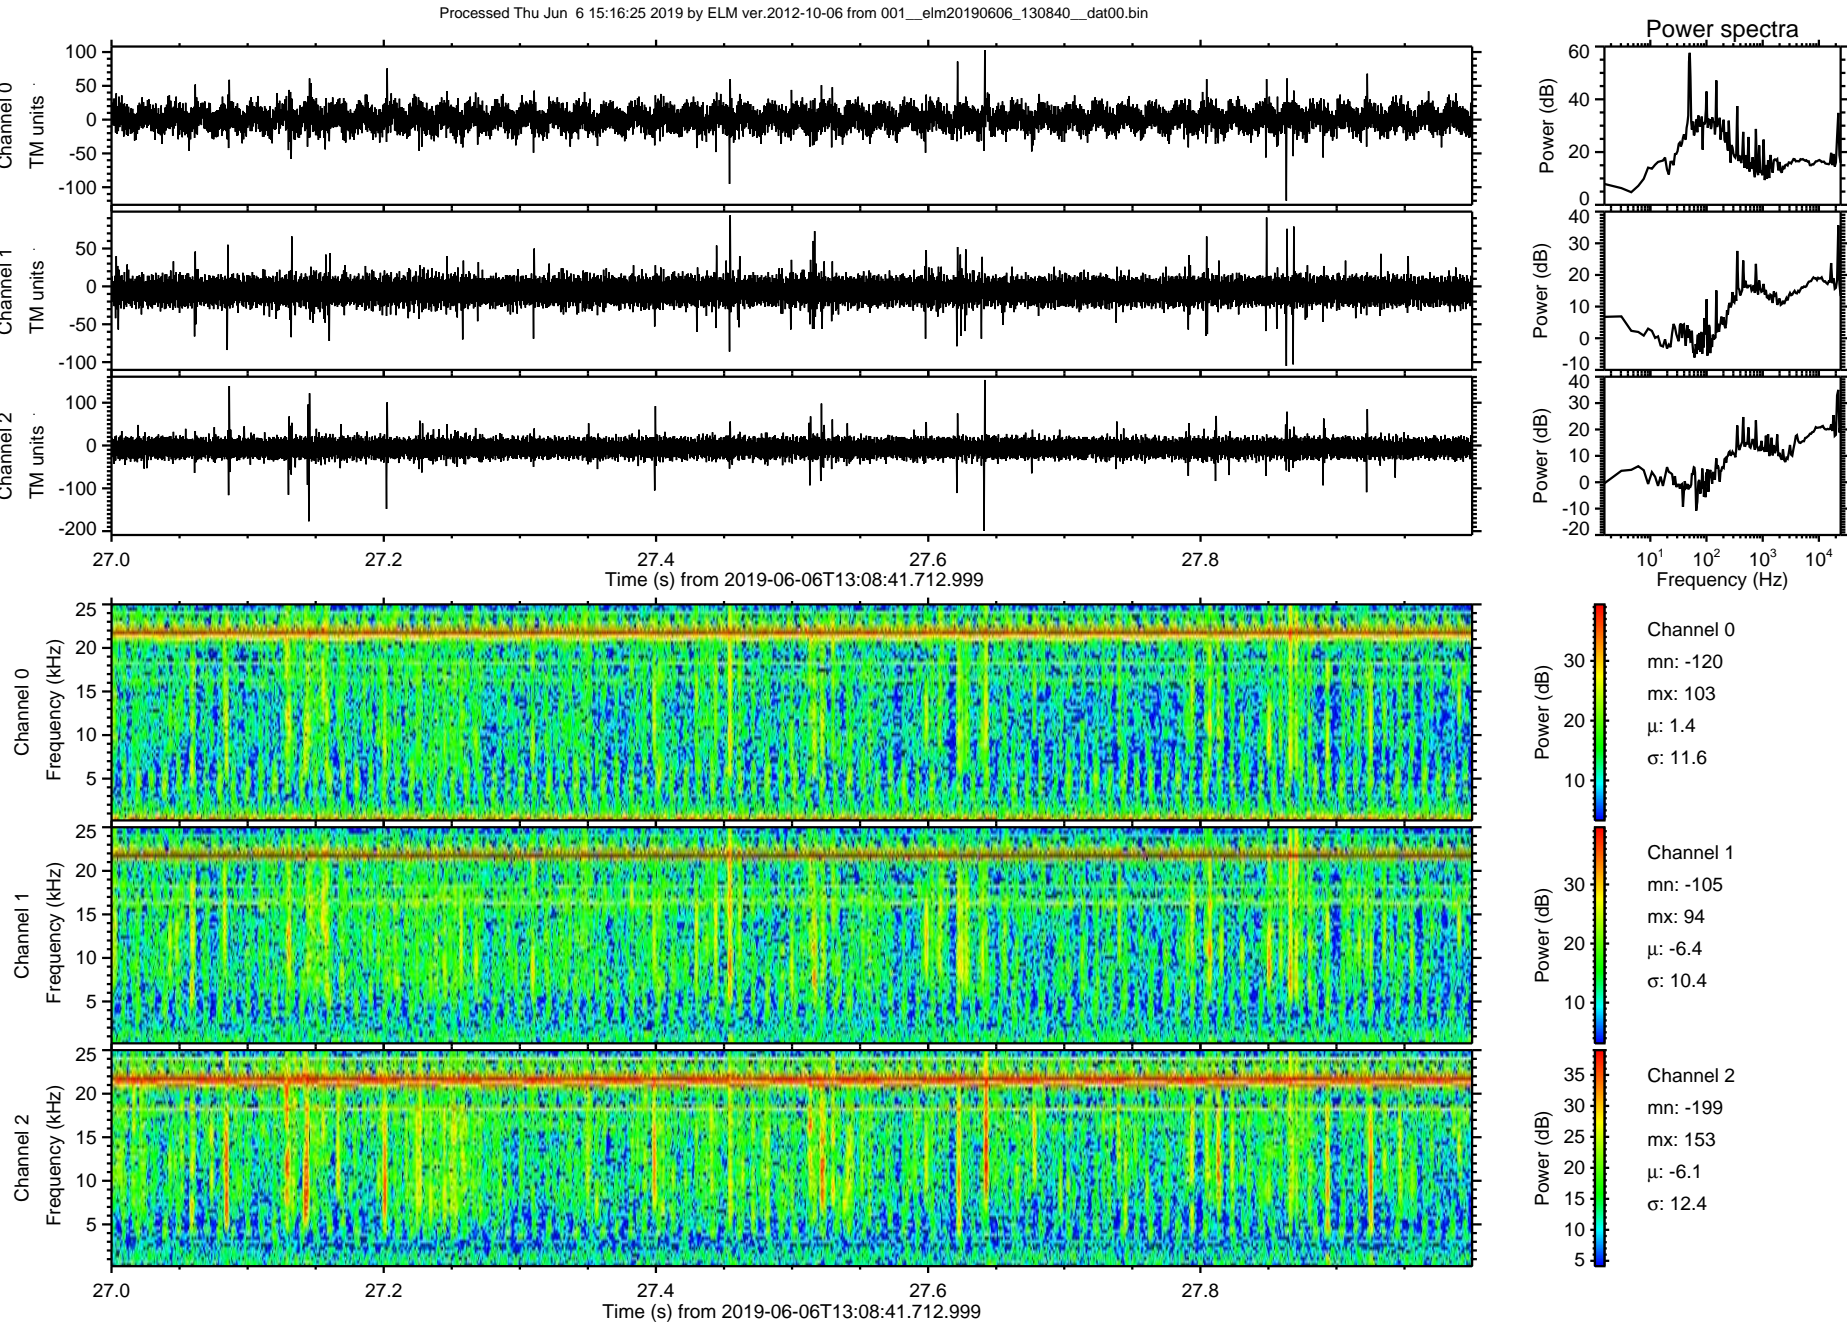 Processed Thu Jun 6 15:16:25 2019 by ELM ver.2012-10-06 from 001__elm20190606_130840__dat00.bin
Power spectra
Channel 0
TM units
100
50
0
-50
-100
Power (dB)
60
40
20
0
Channel 1
TM units
50
0
-50
-100
Power (dB)
40
30
20
10
0
-10
Channel 2
TM units
100
0
-100
-200
Power (dB)
40
30
20
10
0
-10
-20
27.0 27.2 27.4 27.6 27.8
Time (s) from 2019-06-06T13:08:41.712.999
10^1 10^2 10^3 10^4
Frequency (Hz)
Channel 0
Frequency (kHz)
25
20
15
10
5
Power (dB)
30
20
10
Channel 0
mn: -120
mx: 103
μ: 1.4
σ: 11.6
Channel 1
Frequency (kHz)
25
20
15
10
5
Power (dB)
30
20
10
Channel 1
mn: -105
mx: 94
μ: -6.4
σ: 10.4
Channel 2
Frequency (kHz)
25
20
15
10
5
Power (dB)
35
30
25
20
15
10
5
Channel 2
mn: -199
mx: 153
μ: -6.1
σ: 12.4
27.0 27.2 27.4 27.6 27.8
Time (s) from 2019-06-06T13:08:41.712.999